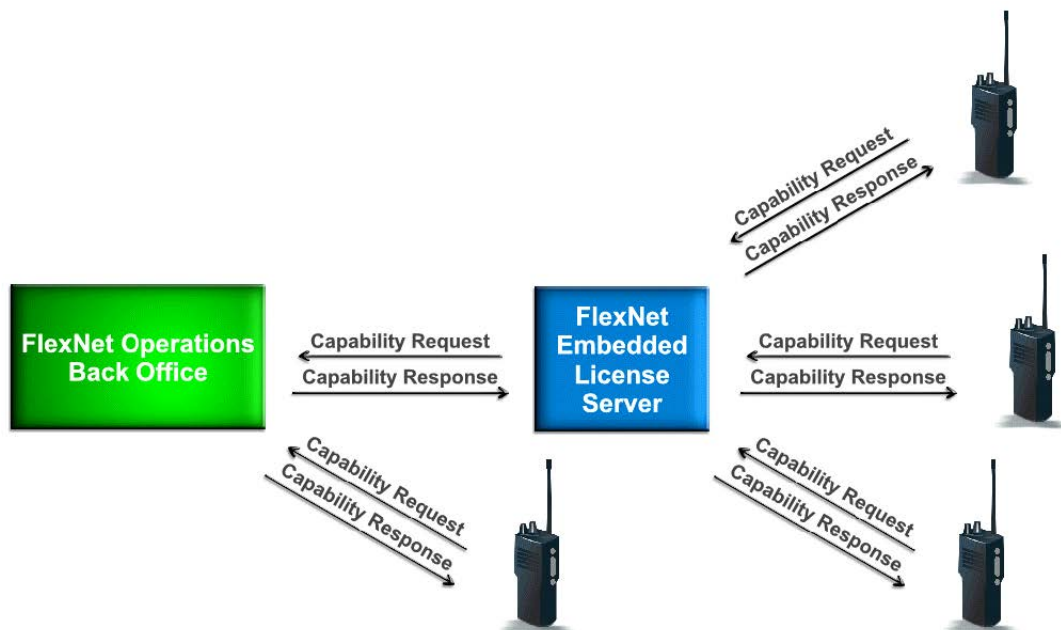 Capability Request
Capability Response
FlexNet Operations
Back Office
Capability Request
Capability Response
FlexNet
Embedded
License
Server
Capability Request
Capability Response
Capability Request
Capability Response
Capability Request
Capability Response